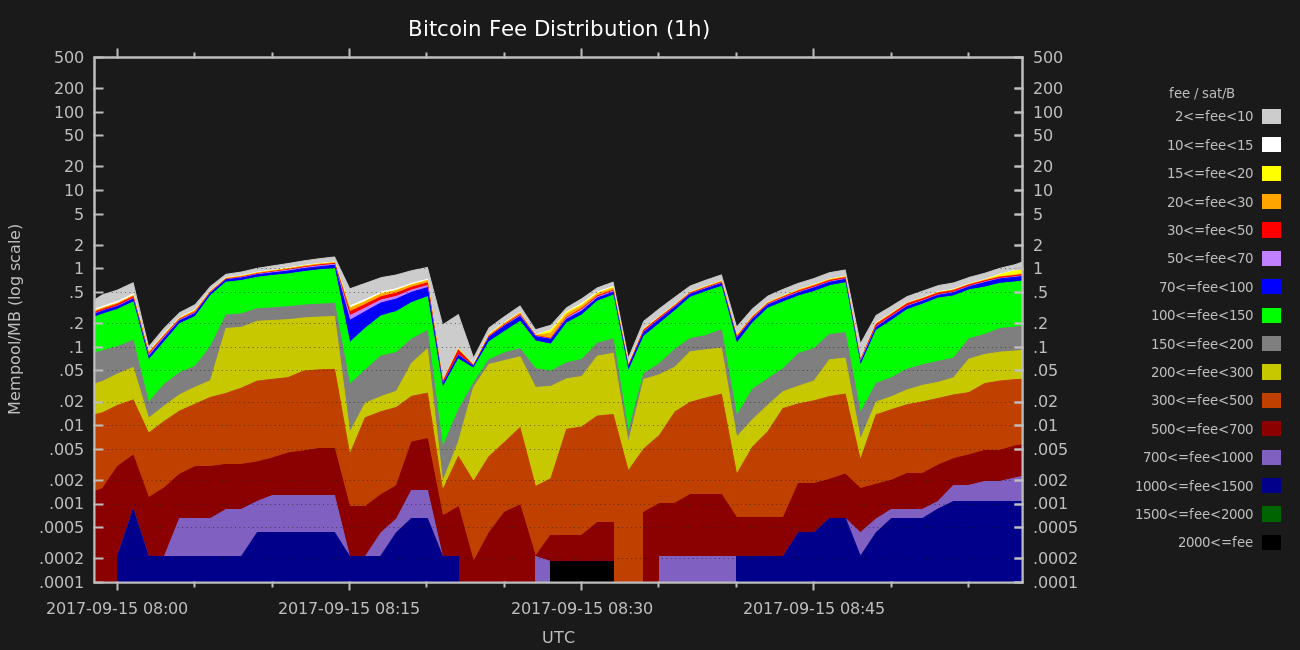 Bitcoin Fee Distribution (1h)
Mempool/MB (log scale)
500
200
100
50
20
10
5
2
1
.5
.2
.1
.05
.02
.01
.005
.002
.001
.0005
.0002
.0001
500
200
100
50
20
10
5
2
1
.5
.2
.1
.05
.02
.01
.005
.002
.001
.0005
.0002
.0001
2017-09-15 08:00
2017-09-15 08:15
2017-09-15 08:30
2017-09-15 08:45
UTC
fee / sat/B
2<=fee<10
10<=fee<15
15<=fee<20
20<=fee<30
30<=fee<50
50<=fee<70
70<=fee<100
100<=fee<150
150<=fee<200
200<=fee<300
300<=fee<500
500<=fee<700
700<=fee<1000
1000<=fee<1500
1500<=fee<2000
2000<=fee